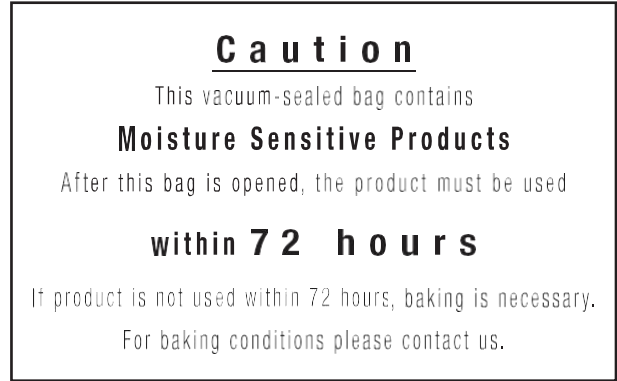 Caution
This vacuum-sealed bag contains
Moisture Sensitive Products
After this bag is opened, the product must be used
within 72 hours
If product is not used within 72 hours, baking is necessary.
For baking conditions please contact us.